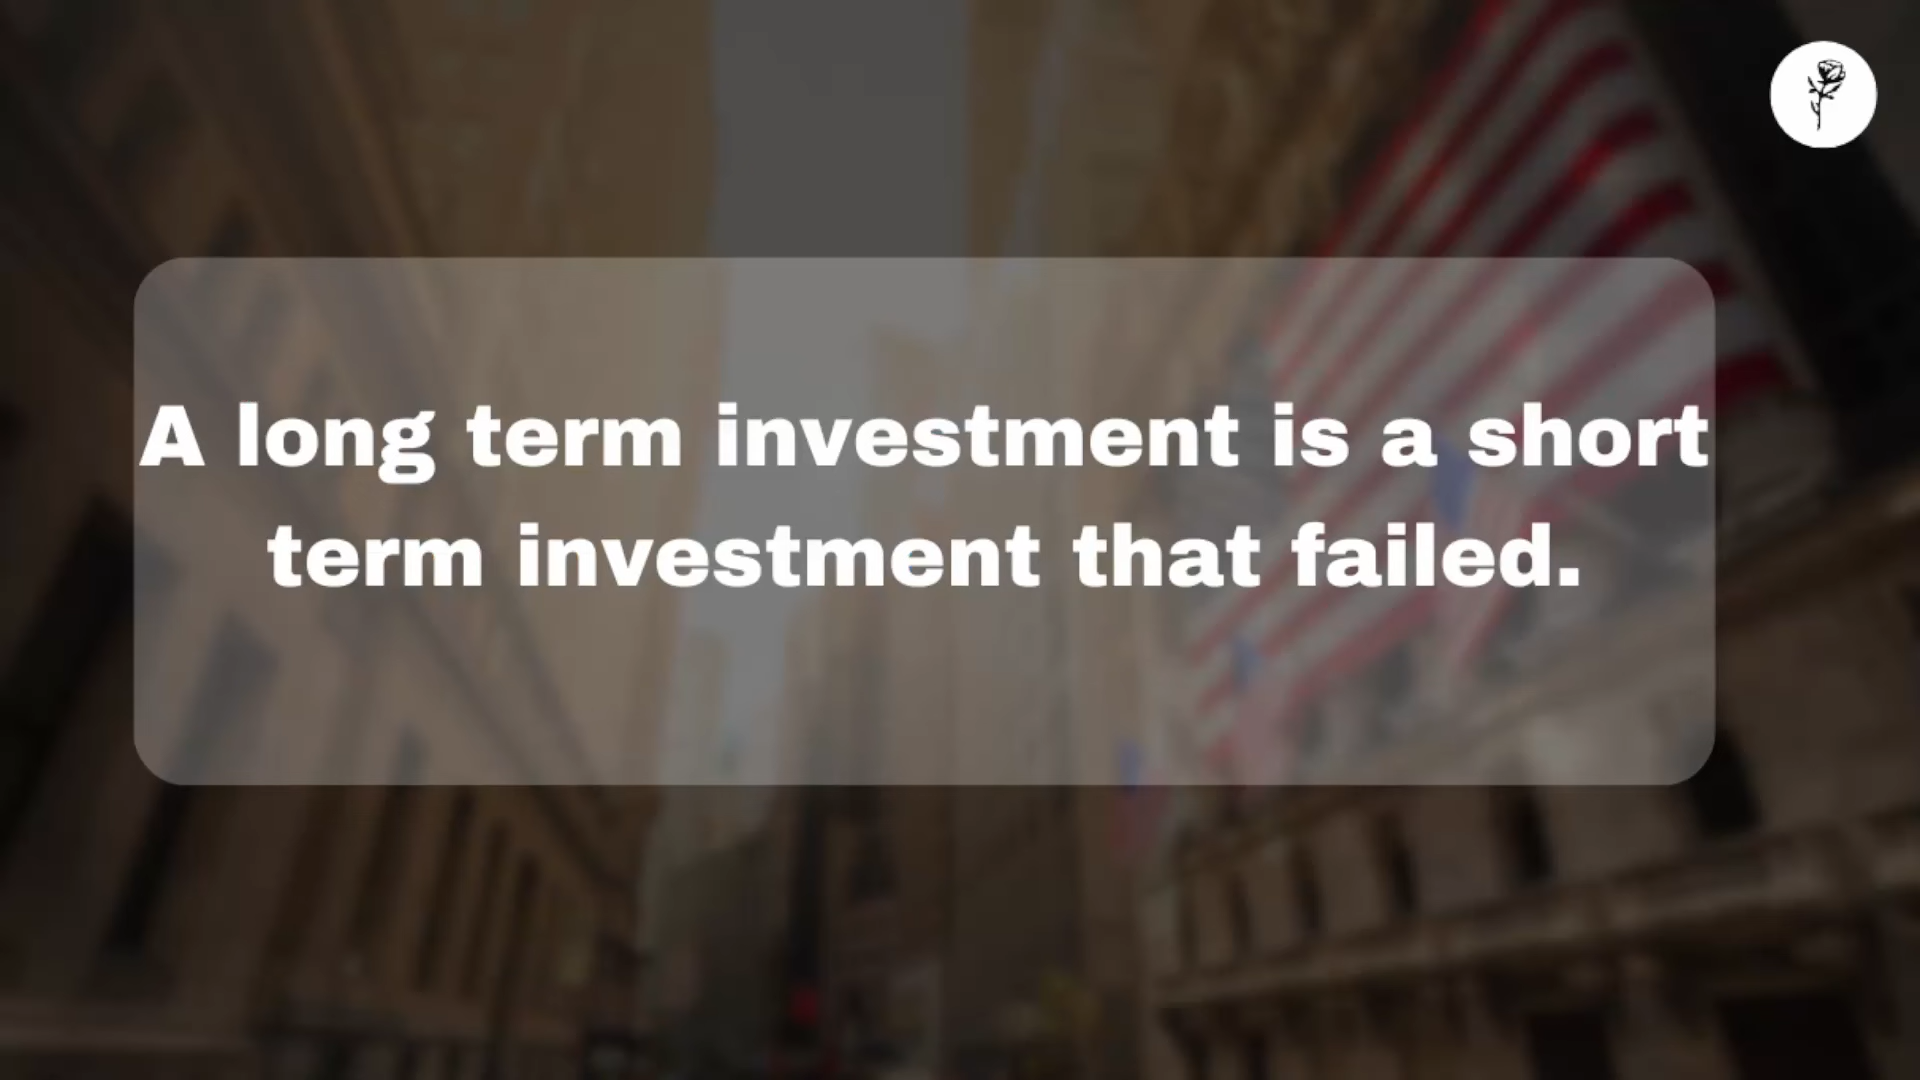 A long term investment is a short
term investment that failed.